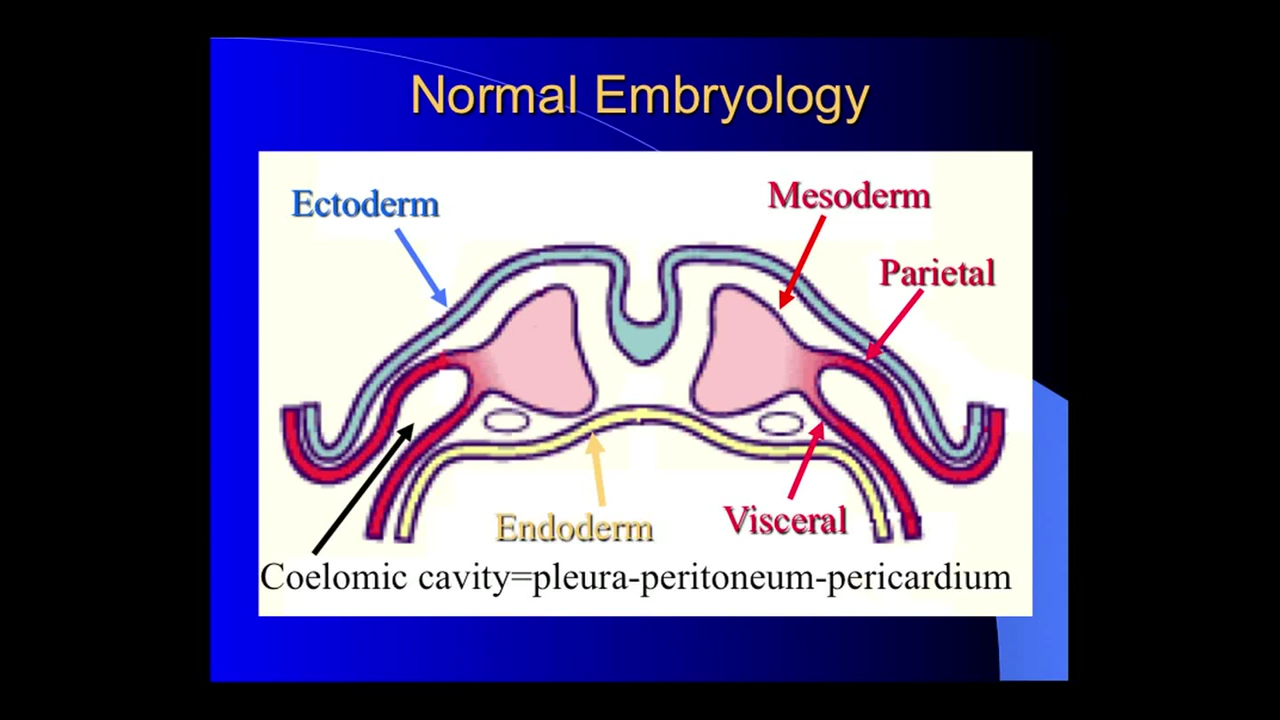 Normal Embryology
Ectoderm
Mesoderm
Parietal
Endoderm
Visceral
Coelomic cavity=pleura-peritoneum-pericardium